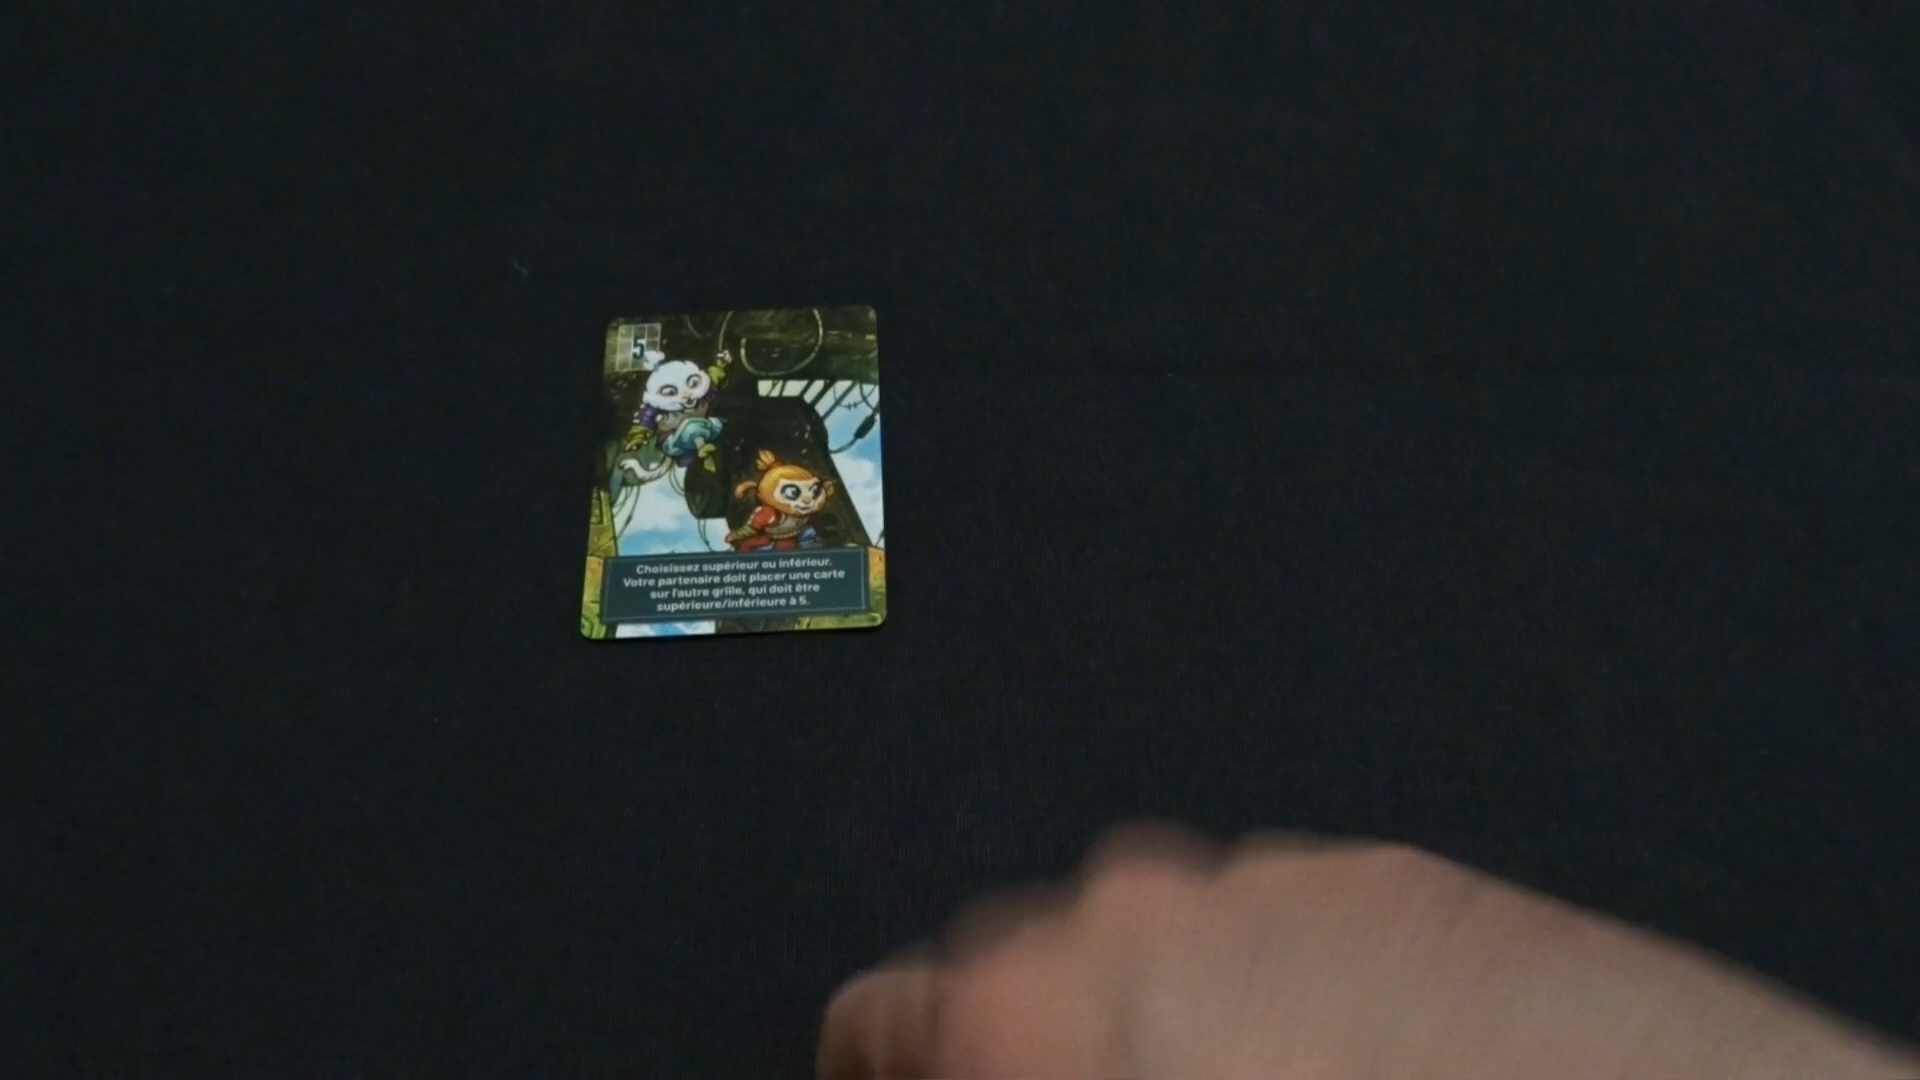 5
Choisissez supérieur ou inférieur.
Votre partenaire doit placer une carte
sur l'autre grille, qui doit être
supérieure/inférieure à 5.